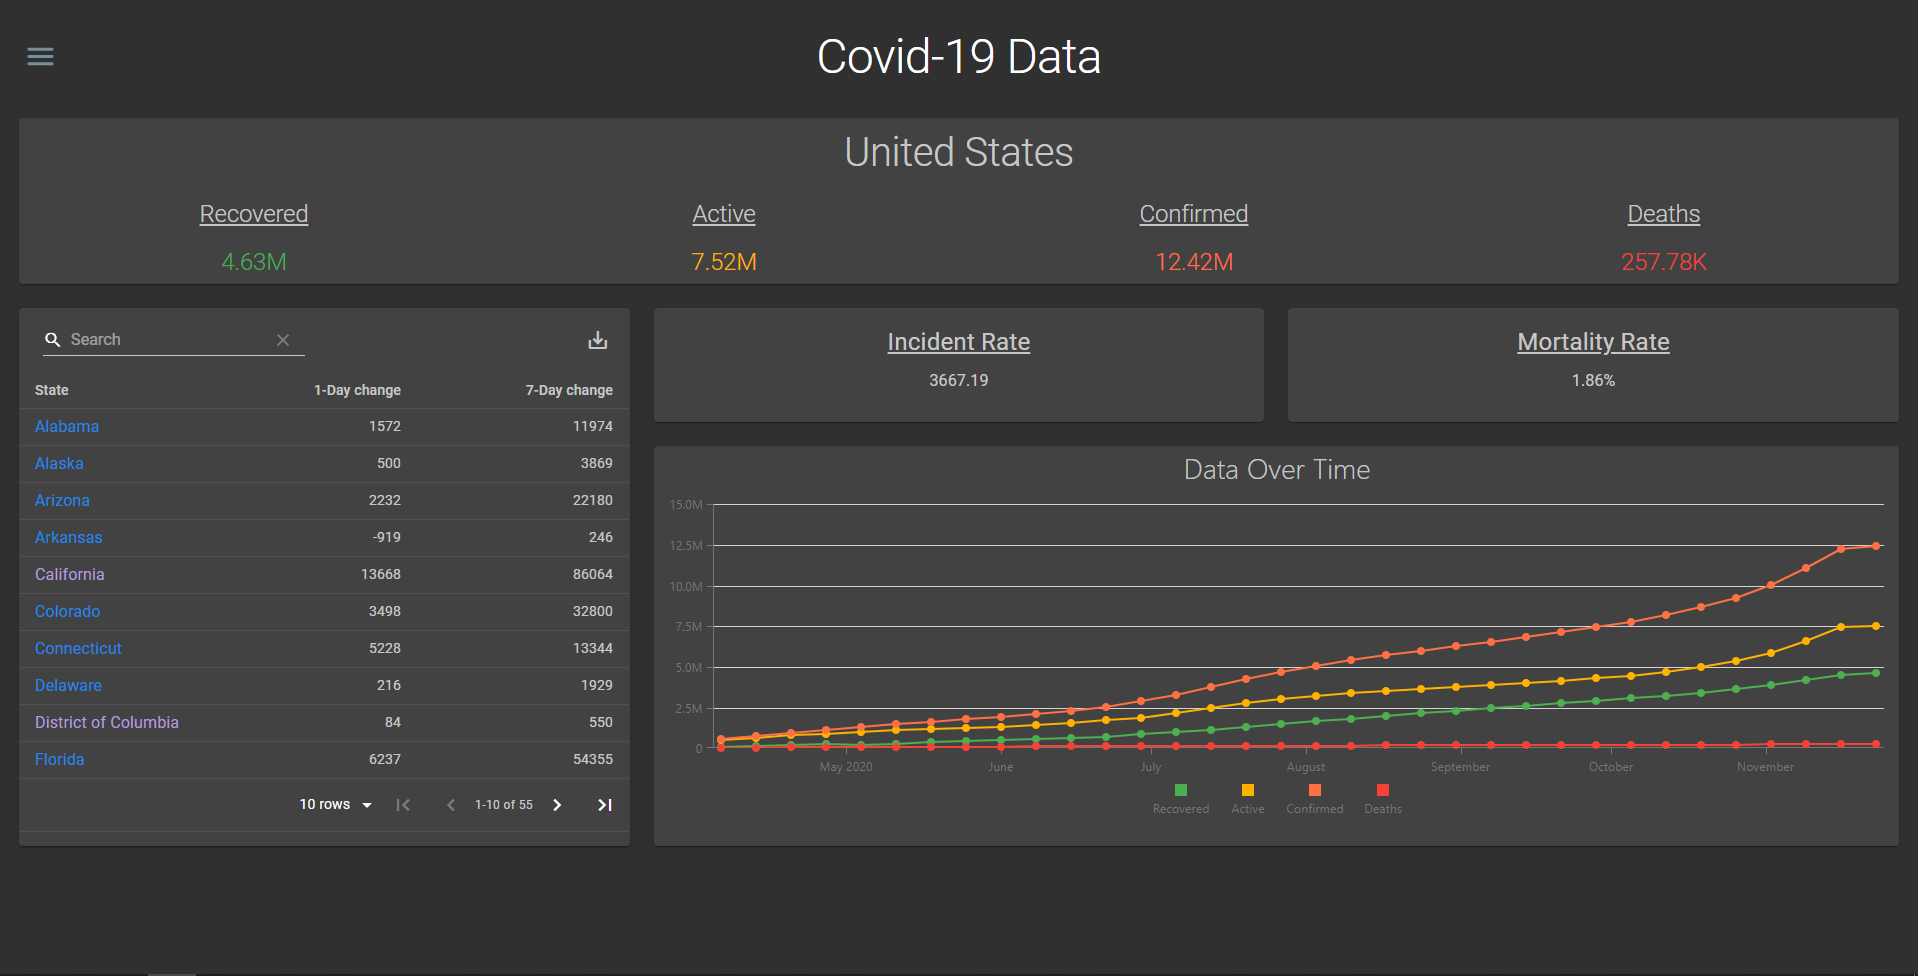 Covid-19 Data
United States
Recovered Active Confirmed Deaths
4.63M 7.52M 12.42M 257.78K
Search
State 1-Day change 7-Day change
Alabama 1572 11974
Alaska 500 3869
Arizona 2232 22180
Arkansas -919 246
California 13668 86064
Colorado 3498 32800
Connecticut 5228 13344
Delaware 216 1929
District of Columbia 84 550
Florida 6237 54355
10 rows 1-10 of 55
Incident Rate
3667.19
Mortality Rate
1.86%
Data Over Time
15.0M
12.5M
10.0M
7.5M
5.0M
2.5M
0
May 2020 June July August September October November
Recovered Active Confirmed Deaths